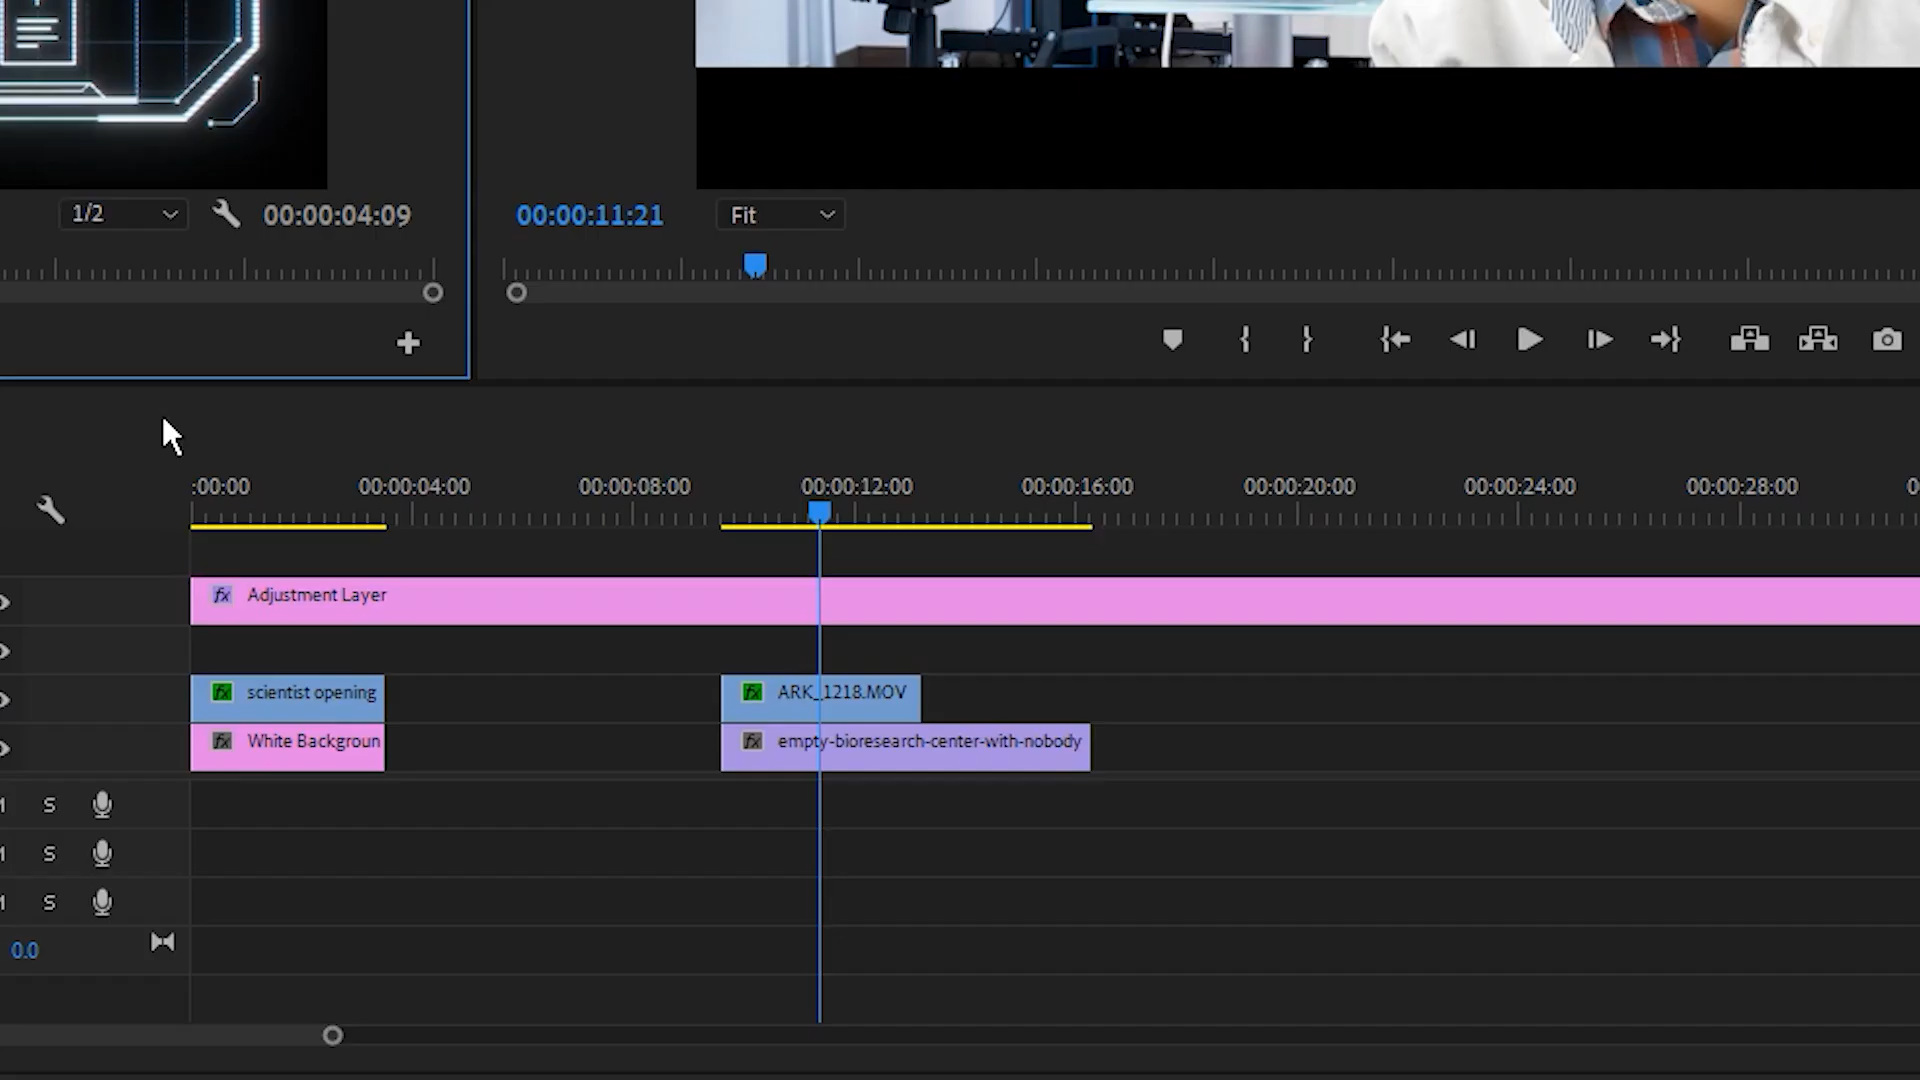 1/2
00:00:04:09
00:00:11:21
Fit
:00:00
00:00:04:00
00:00:08:00
00:00:12:00
00:00:16:00
00:00:20:00
00:00:24:00
00:00:28:00
fx Adjustment Layer
fx scientist opening
fx ARK_1218.MOV
fx White Backgroun
fx empty-bioresearch-center-with-nobody
S
S
S
0.0